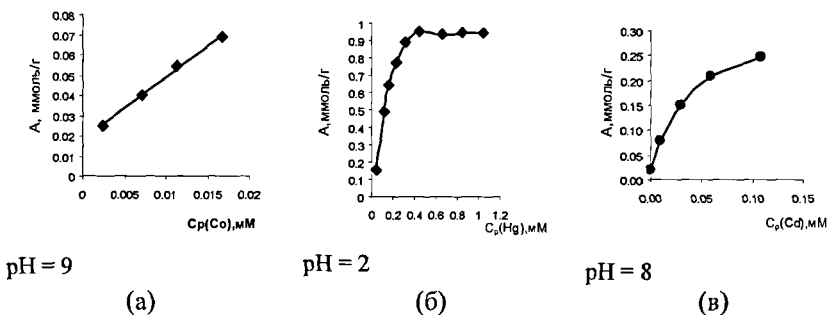 0.08
0.07
0.06
0.05
0.04
0.03
0.02
0.01
0
A, ммоль/г
0 0.005 0.01 0.015 0.02
Cp(Co),мМ
pH = 9
(а)
1
0.9
0.8
0.7
0.6
0.5
0.4
0.3
0.2
0.1
0
A, ммоль/г
0 0.2 0.4 0.6 0.8 1 1.2
Cp(Hg),мМ
pH = 2
(б)
0.30
0.25
0.20
0.15
0.10
0.05
0.00
A, ммоль/г
0.00 0.05 0.10 0.15
Cp(Cd),мМ
pH = 8
(в)